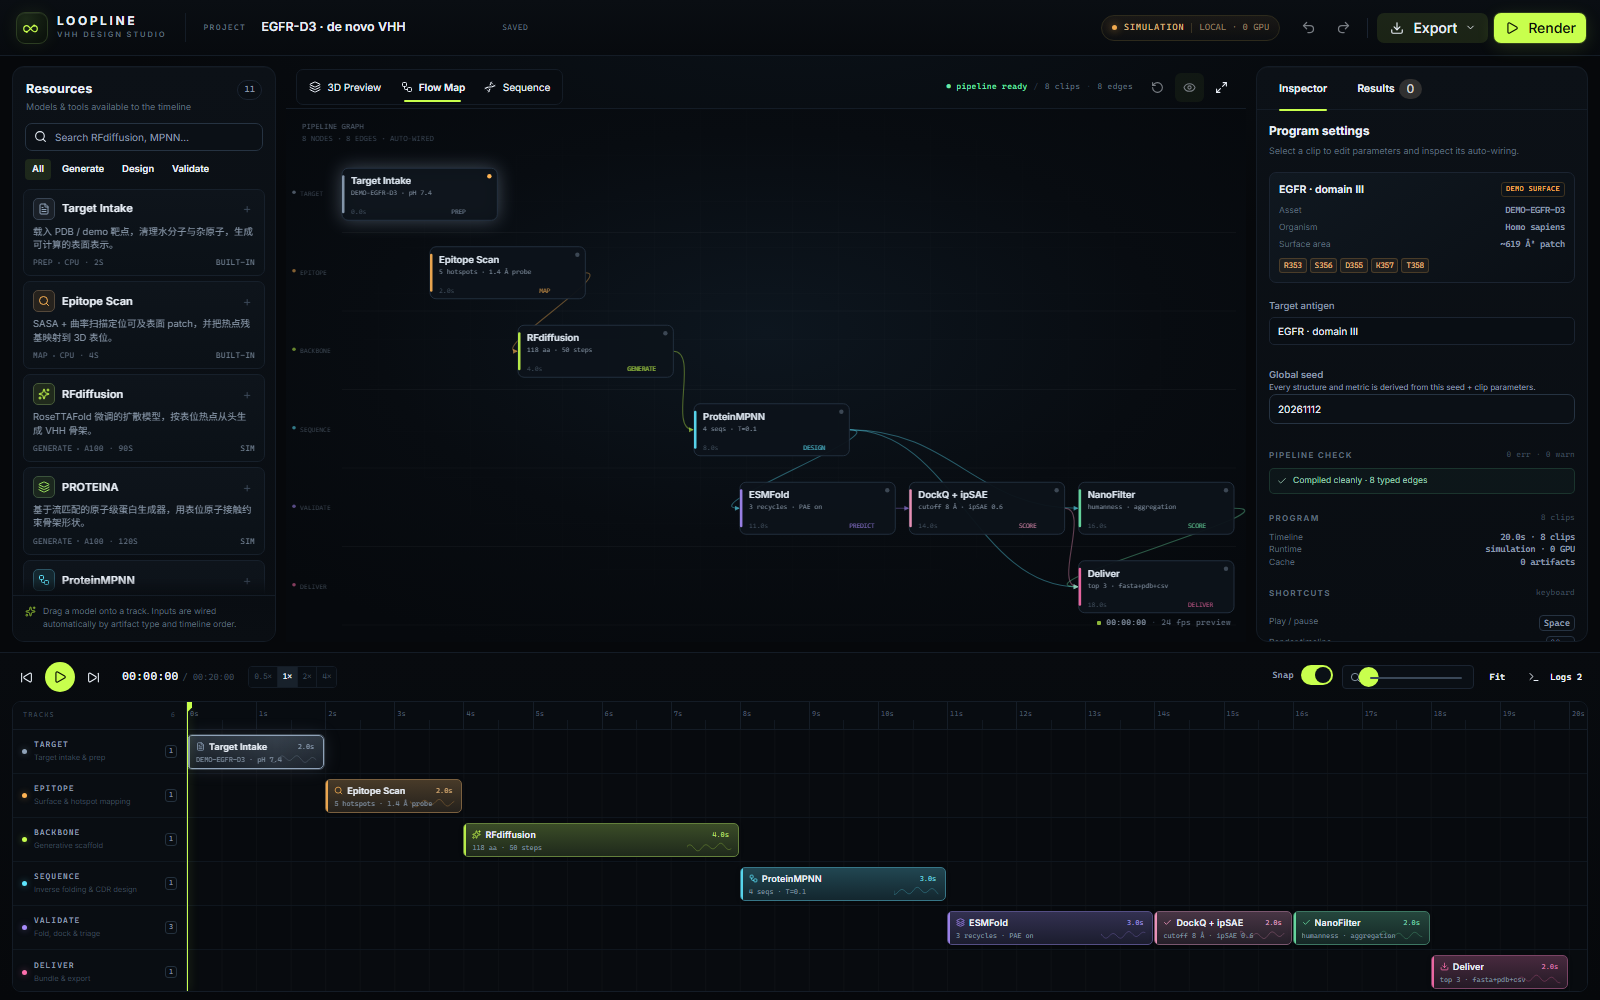 LOOPLINE
VHH DESIGN STUDIO
PROJECT
EGFR-D3 · de novo VHH
SAVED
SIMULATION | LOCAL · 0 GPU
Export
Render
Resources
11
Models & tools available to the timeline
Search RFdiffusion, MPNN...
All
Generate
Design
Validate
Target Intake
载入 PDB / demo 靶点，清理水分子与杂原子，生成
可计算的表面表示。
PREP · CPU · 2S
BUILT-IN
Epitope Scan
SASA + 曲率扫描定位可及表面 patch，并把热点残
基映射到 3D 表位。
MAP · CPU · 4S
BUILT-IN
RFdiffusion
RoseTTAFold 微调的扩散模型，按表位热点从头生
成 VHH 骨架。
GENERATE · A100 · 90S
SIM
PROTEINA
基于流匹配的原子级蛋白生成器，用表位原子接触约
束骨架形状。
GENERATE · A100 · 120S
SIM
ProteinMPNN
Drag a model onto a track. Inputs are wired
automatically by artifact type and timeline order.
3D Preview
Flow Map
Sequence
pipeline ready / 8 clips · 8 edges
PIPELINE GRAPH
8 NODES · 8 EDGES · AUTO-WIRED
TARGET
Target Intake
DEMO-EGFR-D3 · pH 7.4
0.0s
PREP
EPITOPE
Epitope Scan
5 hotspots · 1.4 Å probe
2.0s
MAP
BACKBONE
RFdiffusion
118 aa · 50 steps
4.0s
GENERATE
SEQUENCE
ProteinMPNN
4 seqs · T=0.1
8.0s
DESIGN
VALIDATE
ESMFold
3 recycles · PAE on
11.0s
PREDICT
DockQ + ipSAE
cutoff 8 Å · ipSAE 0.6
14.0s
SCORE
NanoFilter
humanness · aggregation
16.0s
SCORE
DELIVER
Deliver
top 3 · fasta+pdb+csv
18.0s
DELIVER
00:00:00 · 24 fps preview
Inspector
Results 0
Program settings
Select a clip to edit parameters and inspect its auto-wiring.
EGFR · domain III
DEMO SURFACE
Asset
DEMO-EGFR-D3
Organism
Homo sapiens
Surface area
~619 Å² patch
R353 S356 D355 K357 T358
Target antigen
EGFR · domain III
Global seed
Every structure and metric is derived from this seed + clip parameters.
20261112
PIPELINE CHECK
0 err · 0 warn
Compiled cleanly · 8 typed edges
PROGRAM
8 clips
Timeline
20.0s · 8 clips
Runtime
simulation · 0 GPU
Cache
0 artifacts
SHORTCUTS
keyboard
Play / pause
Space
00:00:00 / 00:20:00
0.5× 1× 2× 4×
Snap
Fit
Logs 2
TRACKS
6
0s 1s 2s 3s 4s 5s 6s 7s 8s 9s 10s 11s 12s 13s 14s 15s 16s 17s 18s 19s 20s
TARGET
Target intake & prep
1
Target Intake
2.0s
DEMO-EGFR-D3 · pH 7.4
EPITOPE
Surface & hotspot mapping
1
Epitope Scan
2.0s
5 hotspots · 1.4 Å probe
BACKBONE
Generative scaffold
1
RFdiffusion
4.0s
118 aa · 50 steps
SEQUENCE
Inverse folding & CDR design
1
ProteinMPNN
3.0s
4 seqs · T=0.1
VALIDATE
Fold, dock & triage
3
ESMFold
3.0s
3 recycles · PAE on
DockQ + ipSAE
2.0s
cutoff 8 Å · ipSAE 0.6
NanoFilter
2.0s
humanness · aggregation
DELIVER
Bundle & export
1
Deliver
2.0s
top 3 · fasta+pdb+csv